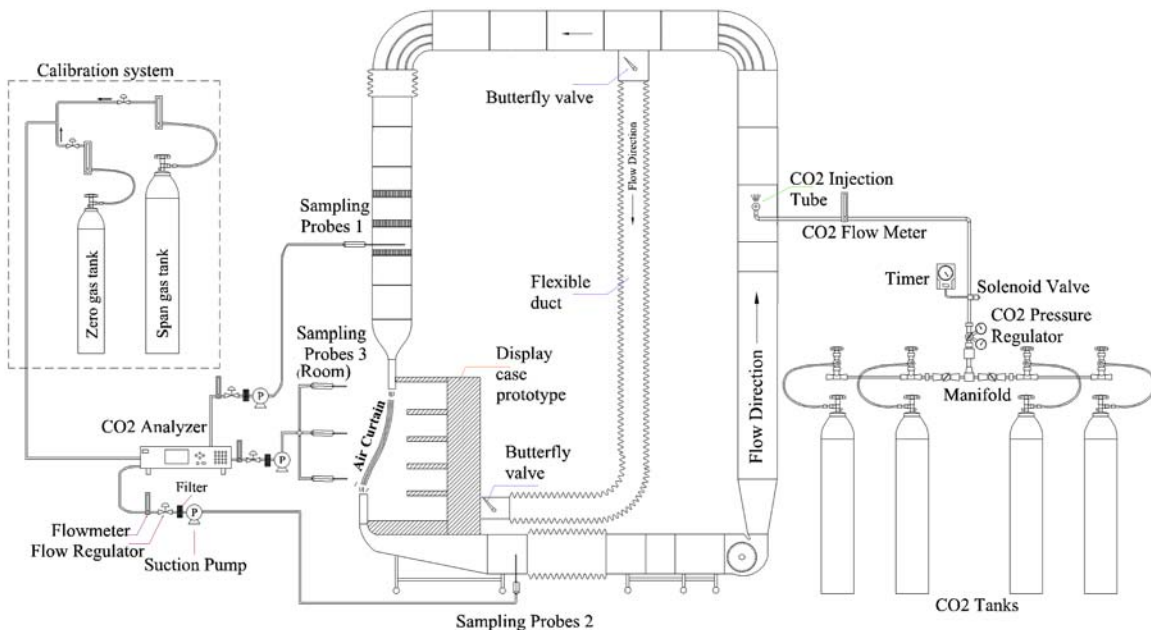 Calibration system
Zero gas tank
Span gas tank
Butterfly valve
Flow Direction
CO2 Injection
Tube
CO2 Flow Meter
Sampling
Probes 1
Flexible
duct
Timer
Solenoid Valve
CO2 Pressure
Regulator
Sampling
Probes 3
(Room)
Display
case
prototype
Manifold
P
CO2 Analyzer
Air Curtain
Flow Direction
P
Butterfly
valve
Filter
P
Flowmeter
Flow Regulator
Suction Pump
Sampling Probes 2
CO2 Tanks